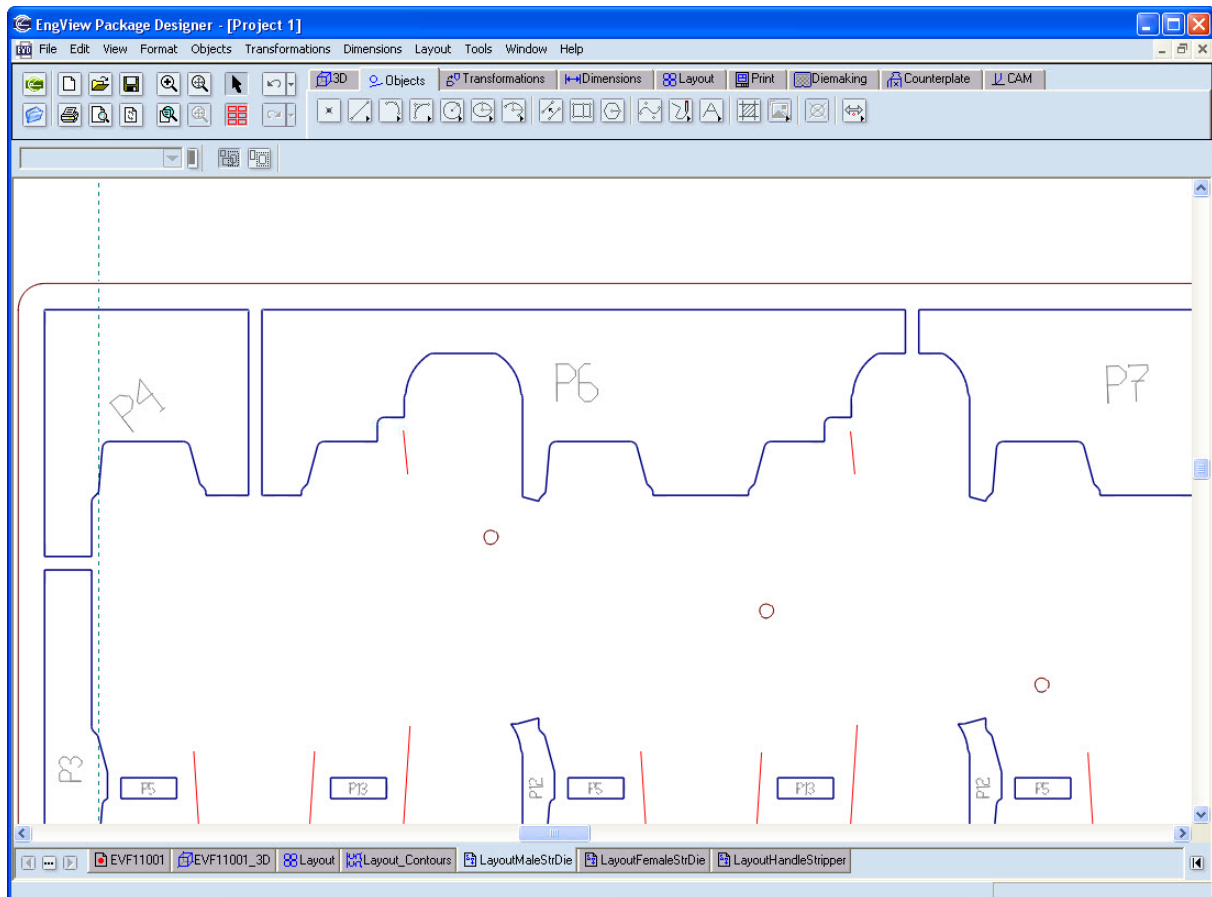 EngView Package Designer - [Project 1]
File Edit View Format Objects Transformations Dimensions Layout Tools Window Help
3D Objects Transformations Dimensions Layout Print Diemaking Counterplate CAM
P4
P6
P7
P3
P5
P13
P12
P5
P13
P12
P5
EVF11001 EVF11001_3D Layout Layout_Contours LayoutMaleStrDie LayoutFemaleStrDie LayoutHandleStripper